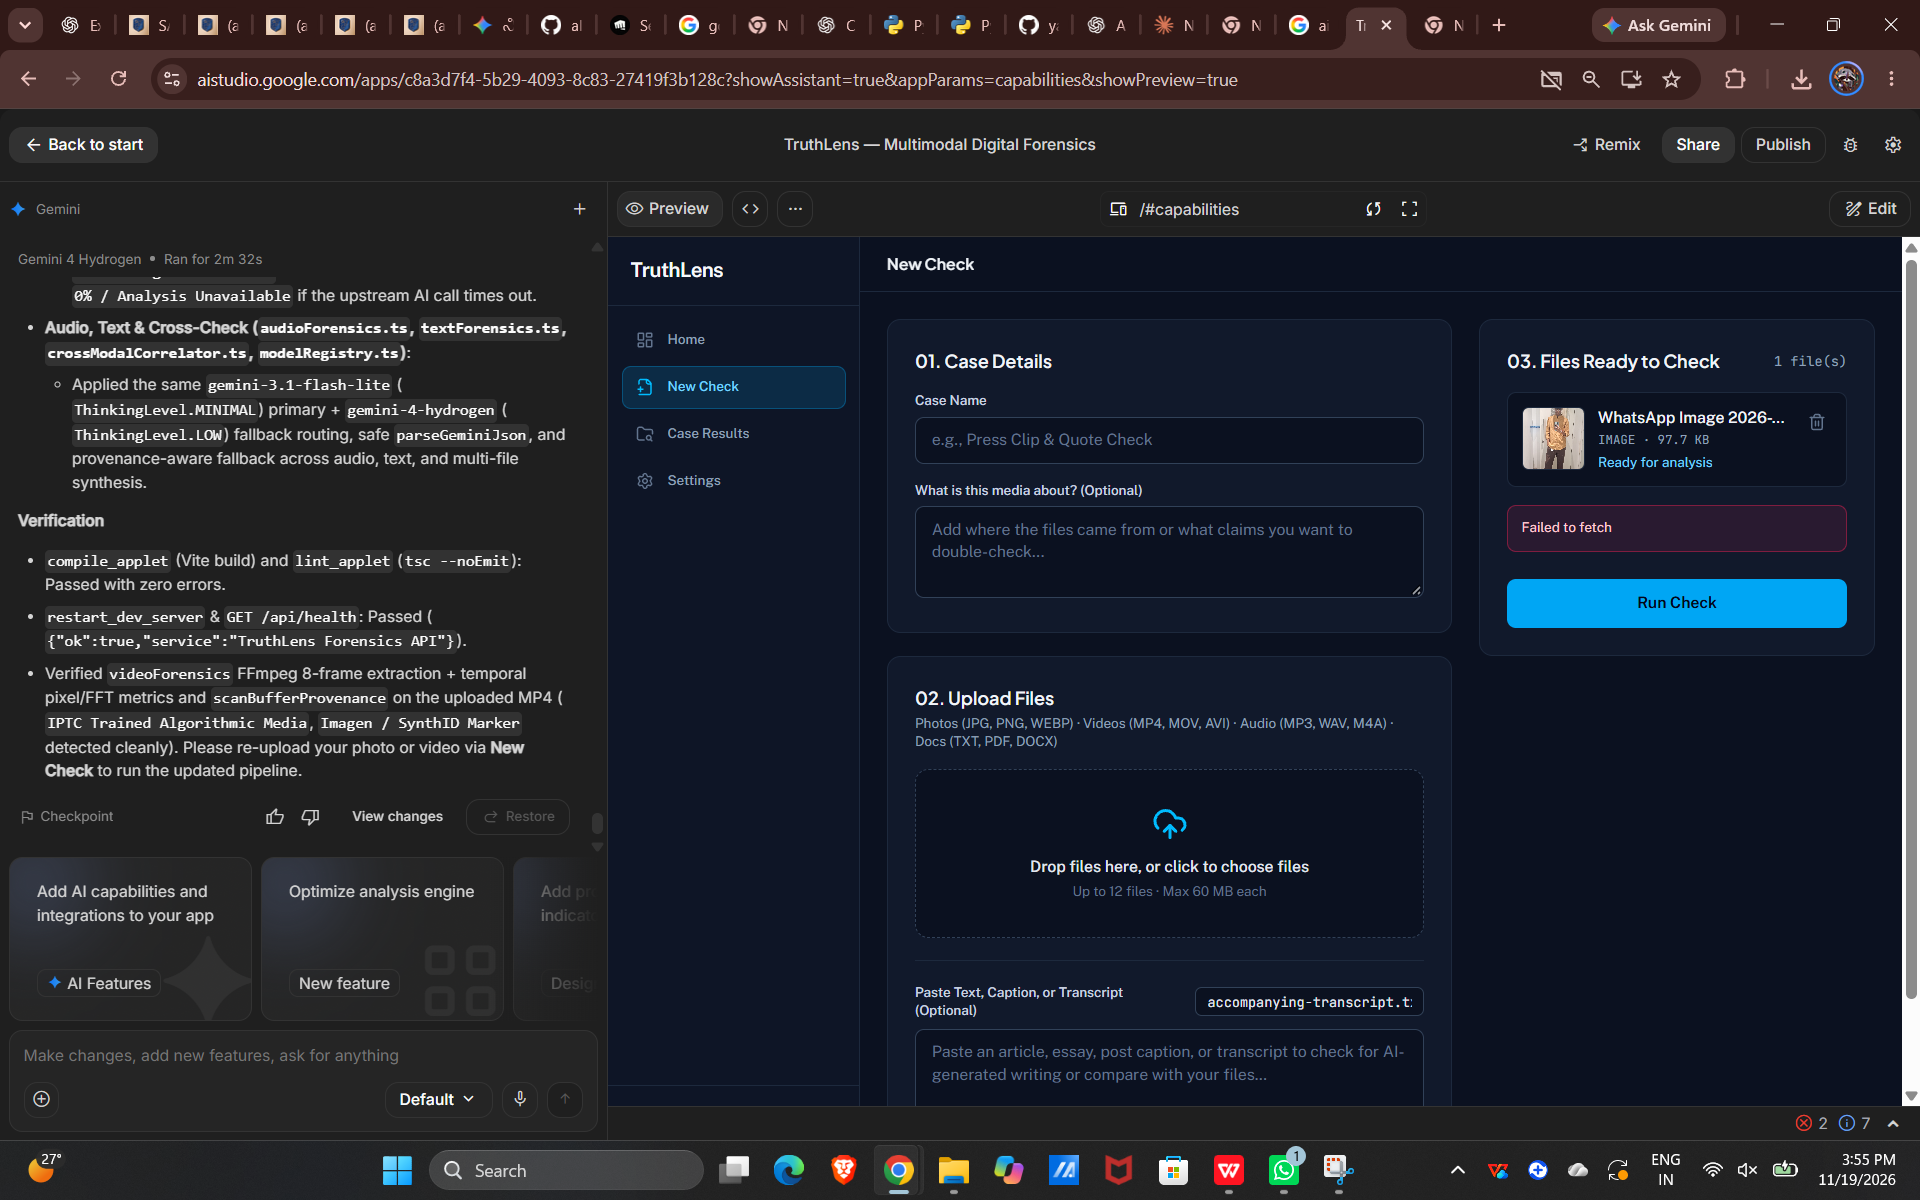 Ask Gemini
aistudio.google.com/apps/c8a3d7f4-5b29-4093-8c83-27419f3b128c?showAssistant=true&appParams=capabilities&showPreview=true
Back to start
TruthLens — Multimodal Digital Forensics
Remix
Share
Publish
Gemini
Preview
/#capabilities
Edit
Gemini 4 Hydrogen • Ran for 2m 32s
0% / Analysis Unavailable if the upstream AI call times out.
• Audio, Text & Cross-Check (audioForensics.ts, textForensics.ts,
crossModalCorrelator.ts, modelRegistry.ts):
Applied the same gemini-3.1-flash-lite (
ThinkingLevel.MINIMAL) primary + gemini-4-hydrogen (
ThinkingLevel.LOW) fallback routing, safe parseGeminiJson, and
provenance-aware fallback across audio, text, and multi-file
synthesis.
Verification
• compile_applet (Vite build) and lint_applet (tsc --noEmit):
Passed with zero errors.
• restart_dev_server & GET /api/health: Passed (
{"ok":true,"service":"TruthLens Forensics API"}).
• Verified videoForensics FFmpeg 8-frame extraction + temporal
pixel/FFT metrics and scanBufferProvenance on the uploaded MP4 (
IPTC Trained Algorithmic Media, Imagen / SynthID Marker
detected cleanly). Please re-upload your photo or video via New
Check to run the updated pipeline.
Checkpoint
View changes
Restore
Add AI capabilities and
integrations to your app
AI Features
Optimize analysis engine
New feature
Make changes, add new features, ask for anything
Default
TruthLens
Home
New Check
Case Results
Settings
New Check
01. Case Details
Case Name
e.g., Press Clip & Quote Check
What is this media about? (Optional)
Add where the files came from or what claims you want to
double-check...
02. Upload Files
Photos (JPG, PNG, WEBP) · Videos (MP4, MOV, AVI) · Audio (MP3, WAV, M4A) ·
Docs (TXT, PDF, DOCX)
Drop files here, or click to choose files
Up to 12 files · Max 60 MB each
Paste Text, Caption, or Transcript
(Optional)
accompanying-transcript.t
Paste an article, essay, post caption, or transcript to check for AI-
generated writing or compare with your files...
03. Files Ready to Check
1 file(s)
WhatsApp Image 2026-...
IMAGE · 97.7 KB
Ready for analysis
Failed to fetch
Run Check
2
7
27°
Search
1
ENG
IN
3:55 PM
11/19/2026